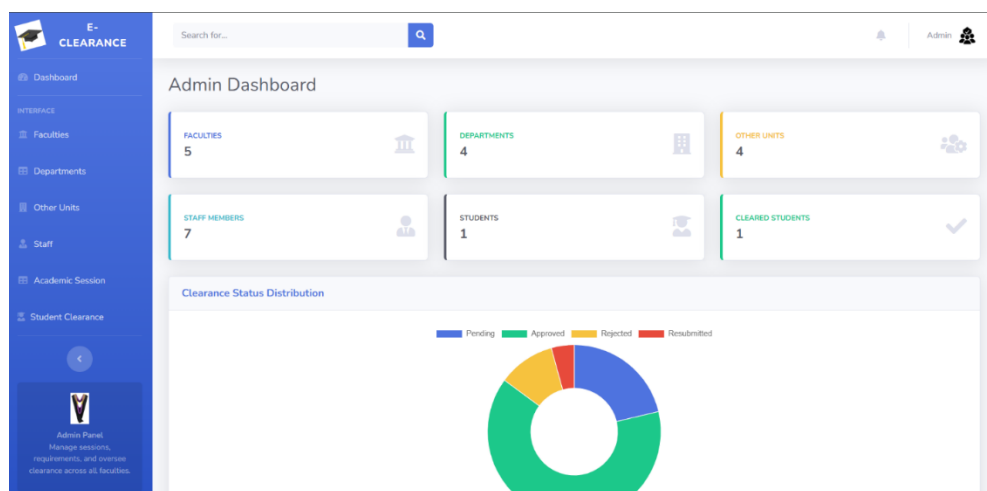 E-
CLEARANCE
Search for...
Admin
Dashboard
Admin Dashboard
INTERFACE
Faculties
Departments
Other Units
Staff
Academic Session
Student Clearance
FACULTIES
5
DEPARTMENTS
4
OTHER UNITS
4
STAFF MEMBERS
7
STUDENTS
1
CLEARED STUDENTS
1
Clearance Status Distribution
Pending Approved Rejected Resubmitted
Admin Panel
Manage sessions,
requirements, and oversee
clearance across all faculties.